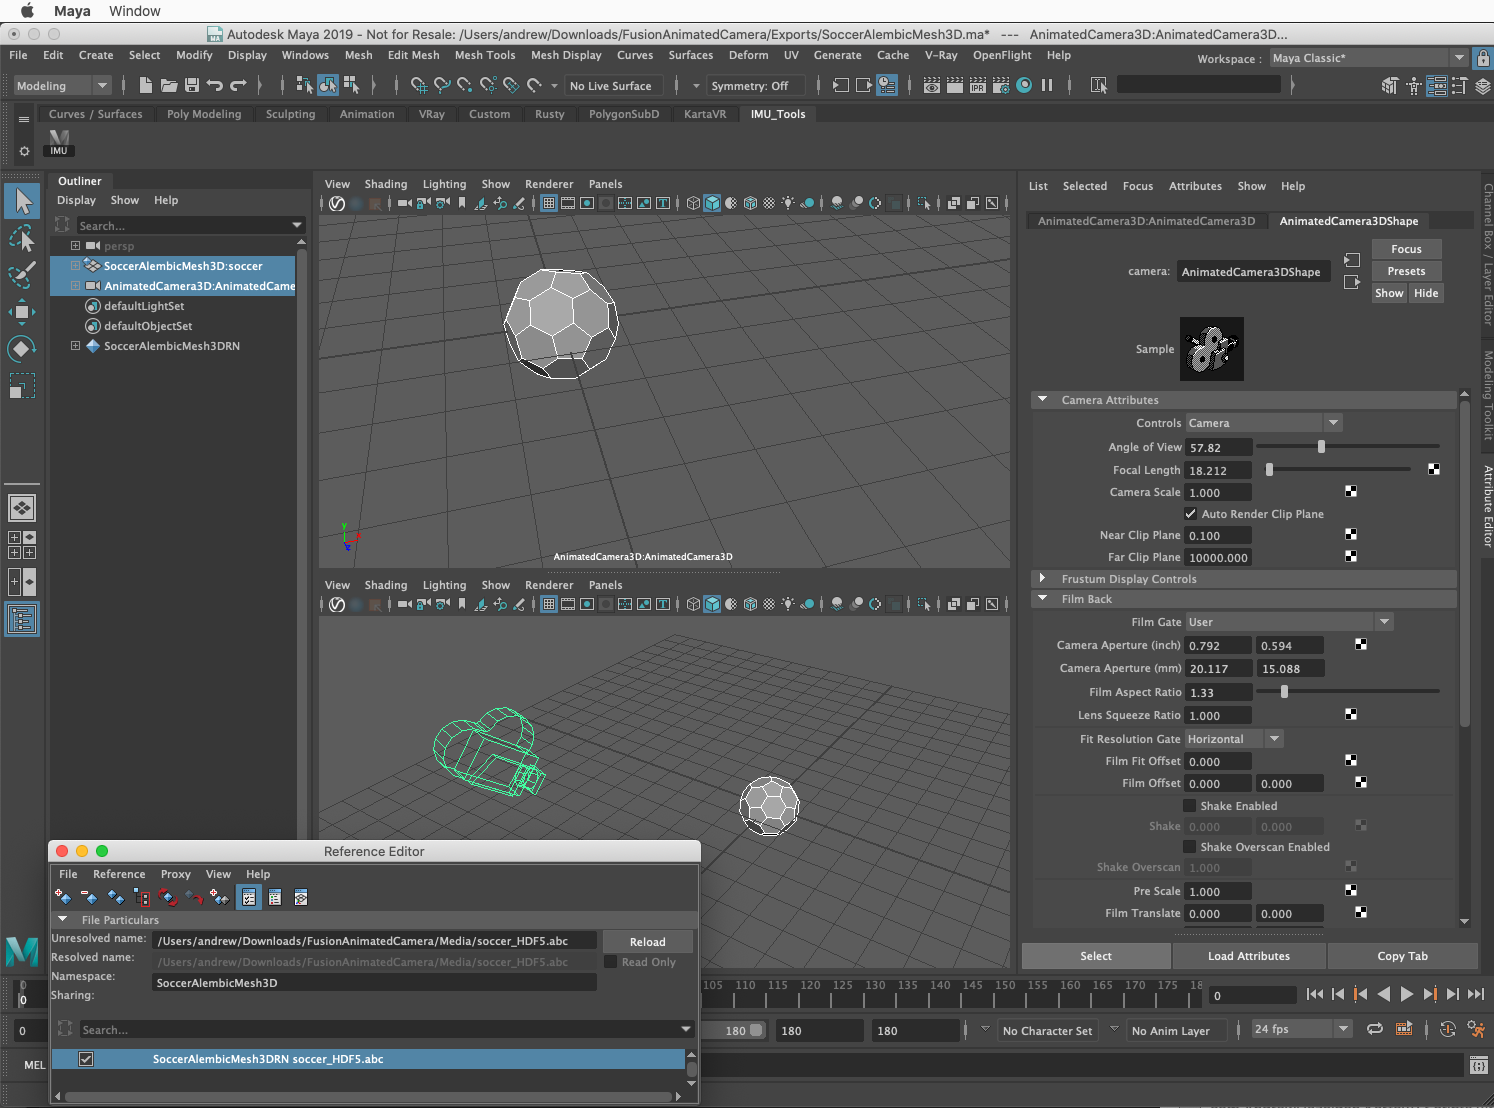 Maya Window
Autodesk Maya 2019 - Not for Resale: /Users/andrew/Downloads/FusionAnimatedCamera/Exports/SoccerAlembicMesh3D.ma* --- AnimatedCamera3D:AnimatedCamera3D...
File Edit Create Select Modify Display Windows Mesh Edit Mesh Mesh Tools Mesh Display Curves Surfaces Deform UV Generate Cache V-Ray OpenFlight Help
Workspace : Maya Classic*
Modeling No Live Surface Symmetry: Off
Curves / Surfaces Poly Modeling Sculpting Animation VRay Custom Rusty PolygonSubD KartaVR IMU_Tools
IMU
Outliner
Display Show Help
Search...
persp
SoccerAlembicMesh3D:soccer
AnimatedCamera3D:AnimatedCame
defaultLightSet
defaultObjectSet
SoccerAlembicMesh3DRN
View Shading Lighting Show Renderer Panels
AnimatedCamera3D:AnimatedCamera3D
View Shading Lighting Show Renderer Panels
List Selected Focus Attributes Show Help
AnimatedCamera3D:AnimatedCamera3D AnimatedCamera3DShape
camera: AnimatedCamera3DShape
Focus
Presets
Show Hide
Sample
Camera Attributes
Controls Camera
Angle of View 57.82
Focal Length 18.212
Camera Scale 1.000
Auto Render Clip Plane
Near Clip Plane 0.100
Far Clip Plane 10000.000
Frustum Display Controls
Film Back
Film Gate User
Camera Aperture (inch) 0.792 0.594
Camera Aperture (mm) 20.117 15.088
Film Aspect Ratio 1.33
Lens Squeeze Ratio 1.000
Fit Resolution Gate Horizontal
Film Fit Offset 0.000
Film Offset 0.000 0.000
Shake Enabled
Shake 0.000 0.000
Shake Overscan Enabled
Shake Overscan 1.000
Pre Scale 1.000
Film Translate 0.000 0.000
Select Load Attributes Copy Tab
Channel Box / Layer Editor
Modeling Toolkit
Attribute Editor
Reference Editor
File Reference Proxy View Help
File Particulars
Unresolved name: /Users/andrew/Downloads/FusionAnimatedCamera/Media/soccer_HDF5.abc Reload
Resolved name: /Users/andrew/Downloads/FusionAnimatedCamera/Media/soccer_HDF5.abc Read Only
Namespace: SoccerAlembicMesh3D
Sharing:
Search...
SoccerAlembicMesh3DRN soccer_HDF5.abc
0
0
105 110 115 120 125 130 135 140 145 150 155 160 165 170 175 18 0
0 180 180 180 No Character Set No Anim Layer 24 fps
MEL